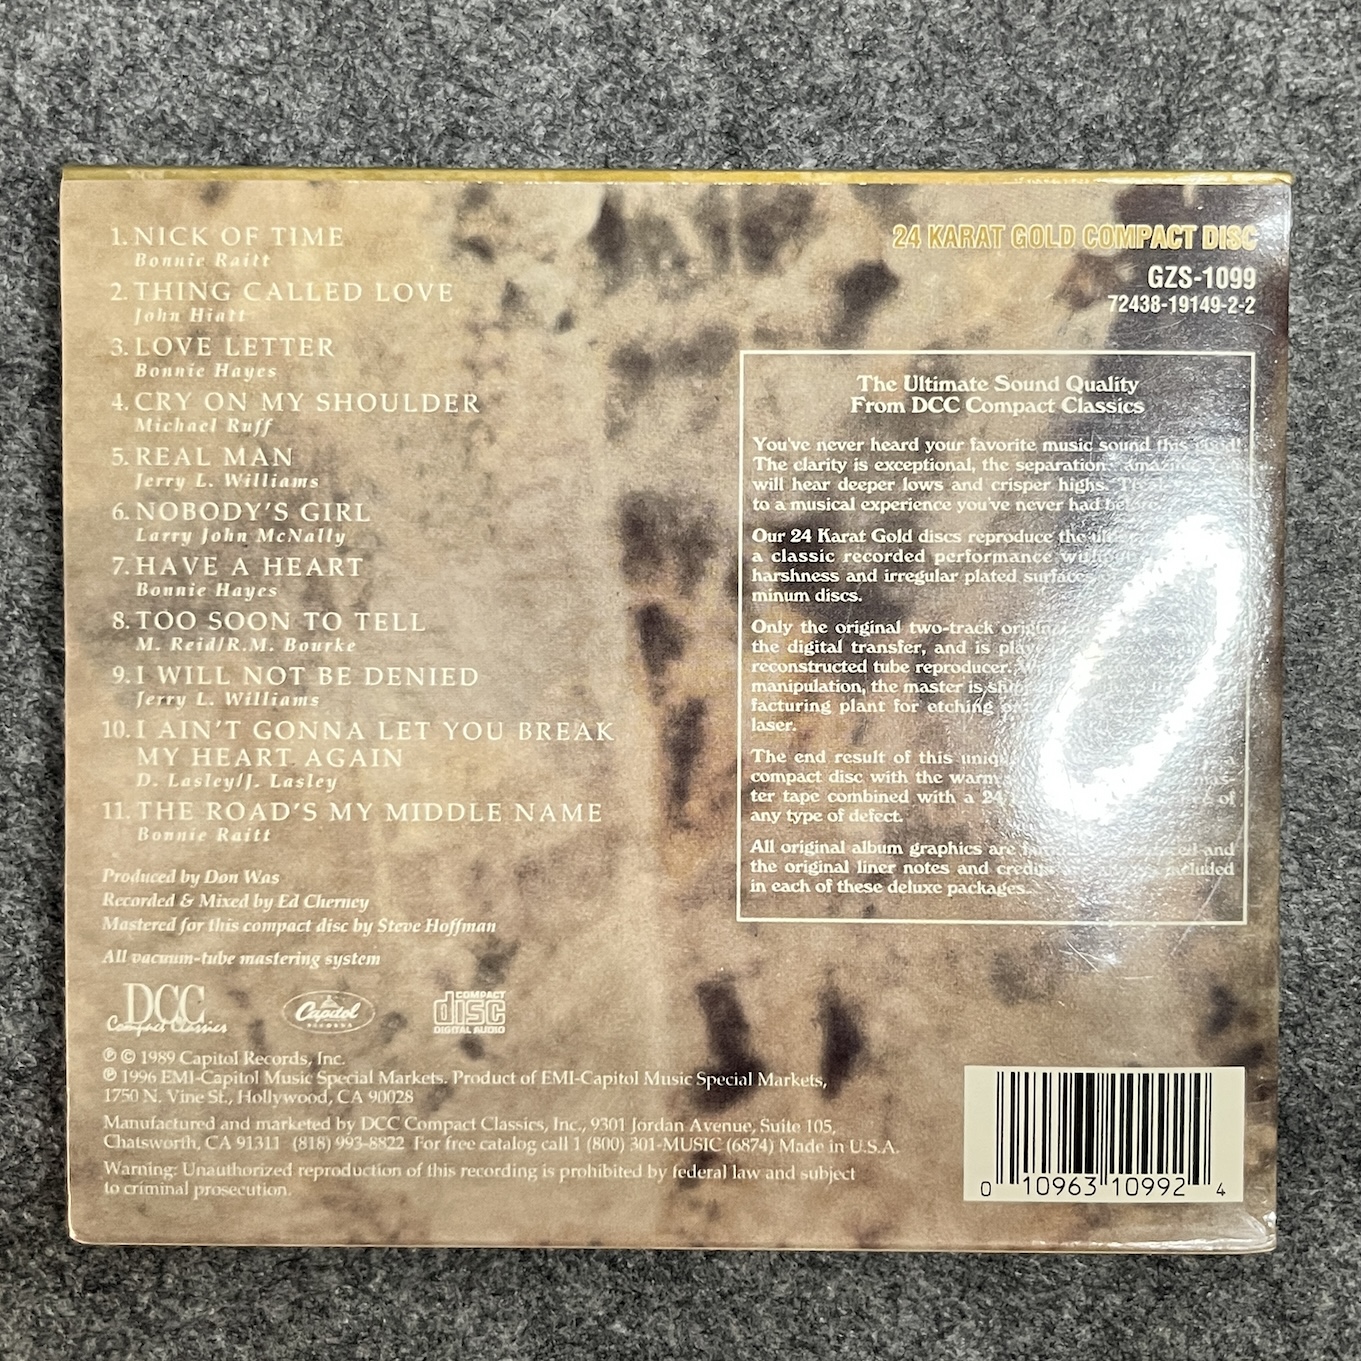 1. NICK OF TIME
Bonnie Raitt
2. THING CALLED LOVE
John Hiatt
3. LOVE LETTER
Bonnie Hayes
4. CRY ON MY SHOULDER
Michael Ruff
5. REAL MAN
Jerry L. Williams
6. NOBODY'S GIRL
Larry John McNally
7. HAVE A HEART
Bonnie Hayes
8. TOO SOON TO TELL
M. Reid/R.M. Bourke
9. I WILL NOT BE DENIED
Jerry L. Williams
10. I AIN'T GONNA LET YOU BREAK
MY HEART AGAIN
D. Lasley/J. Lasley
11. THE ROAD'S MY MIDDLE NAME
Bonnie Raitt
Produced by Don Was
Recorded & Mixed by Ed Cherney
Mastered for this compact disc by Steve Hoffman
All vacuum-tube mastering system
DCC
Compact Classics
Capitol
RECORDS
COMPACT
disc
DIGITAL AUDIO
℗ © 1989 Capitol Records, Inc.
℗ 1996 EMI-Capitol Music Special Markets. Product of EMI-Capitol Music Special Markets,
1750 N. Vine St., Hollywood, CA 90028
Manufactured and marketed by DCC Compact Classics, Inc., 9301 Jordan Avenue, Suite 105,
Chatsworth, CA 91311 (818) 993-8822 For free catalog call 1 (800) 301-MUSIC (6874) Made in U.S.A.
Warning: Unauthorized reproduction of this recording is prohibited by federal law and subject
to criminal prosecution.
24 KARAT GOLD COMPACT DISC
GZS-1099
72438-19149-2-2
The Ultimate Sound Quality
From DCC Compact Classics
You've never heard your favorite music sound this good!
The clarity is exceptional, the separation, amazing.
will hear deeper lows and crisper highs.
to a musical experience you've never had
Our 24 Karat Gold discs reproduce the
a classic recorded performance
harshness and irregular plated surfaces
minum discs.
Only the original two-track
the digital transfer, and is
reconstructed tube reproducer.
manipulation, the master is
facturing plant for etching
laser.
The end result of this
compact disc with the mas-
ter tape combined with a 24 of
any type of defect.
All original album graphics are and
the original liner notes and included
in each of these deluxe packages.
0 10963 10992 4